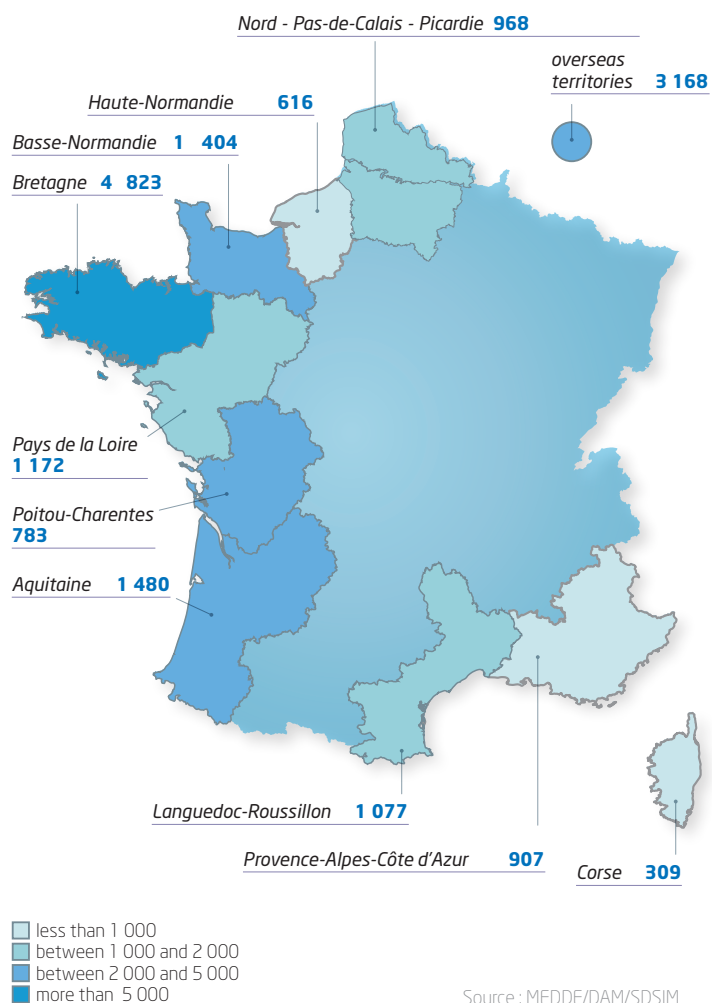 Nord - Pas-de-Calais - Picardie 968
overseas
territories 3 168
Haute-Normandie 616
Basse-Normandie 1 404
Bretagne 4 823
Pays de la Loire
1 172
Poitou-Charentes
783
Aquitaine 1 480
Languedoc-Roussillon 1 077
Provence-Alpes-Côte d'Azur 907
Corse 309
less than 1 000
between 1 000 and 2 000
between 2 000 and 5 000
more than 5 000
Source : MEDDE/DAM/SDSIM